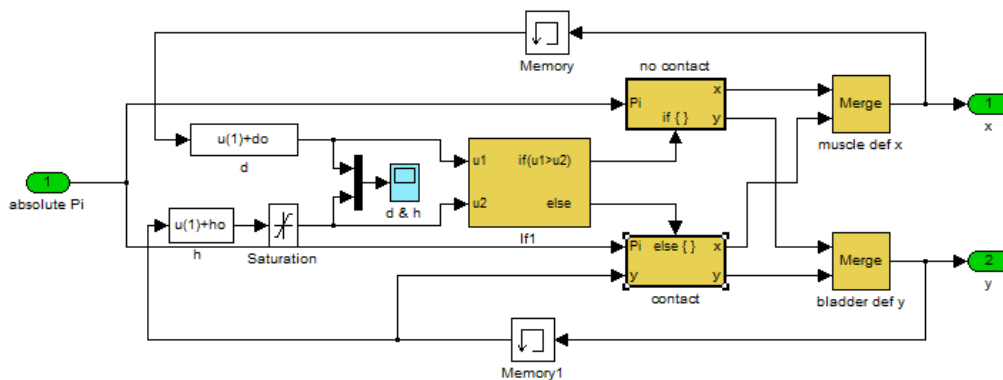 Memory
no contact
Pi
x
y
if { }
Merge
muscle def x
1
x
u(1)+do
d
1
absolute Pi
d & h
u1
u2
if(u1>u2)
else
If1
u(1)+ho
h
Saturation
Pi
y
else { }
x
y
contact
Merge
bladder def y
2
y
Memory1